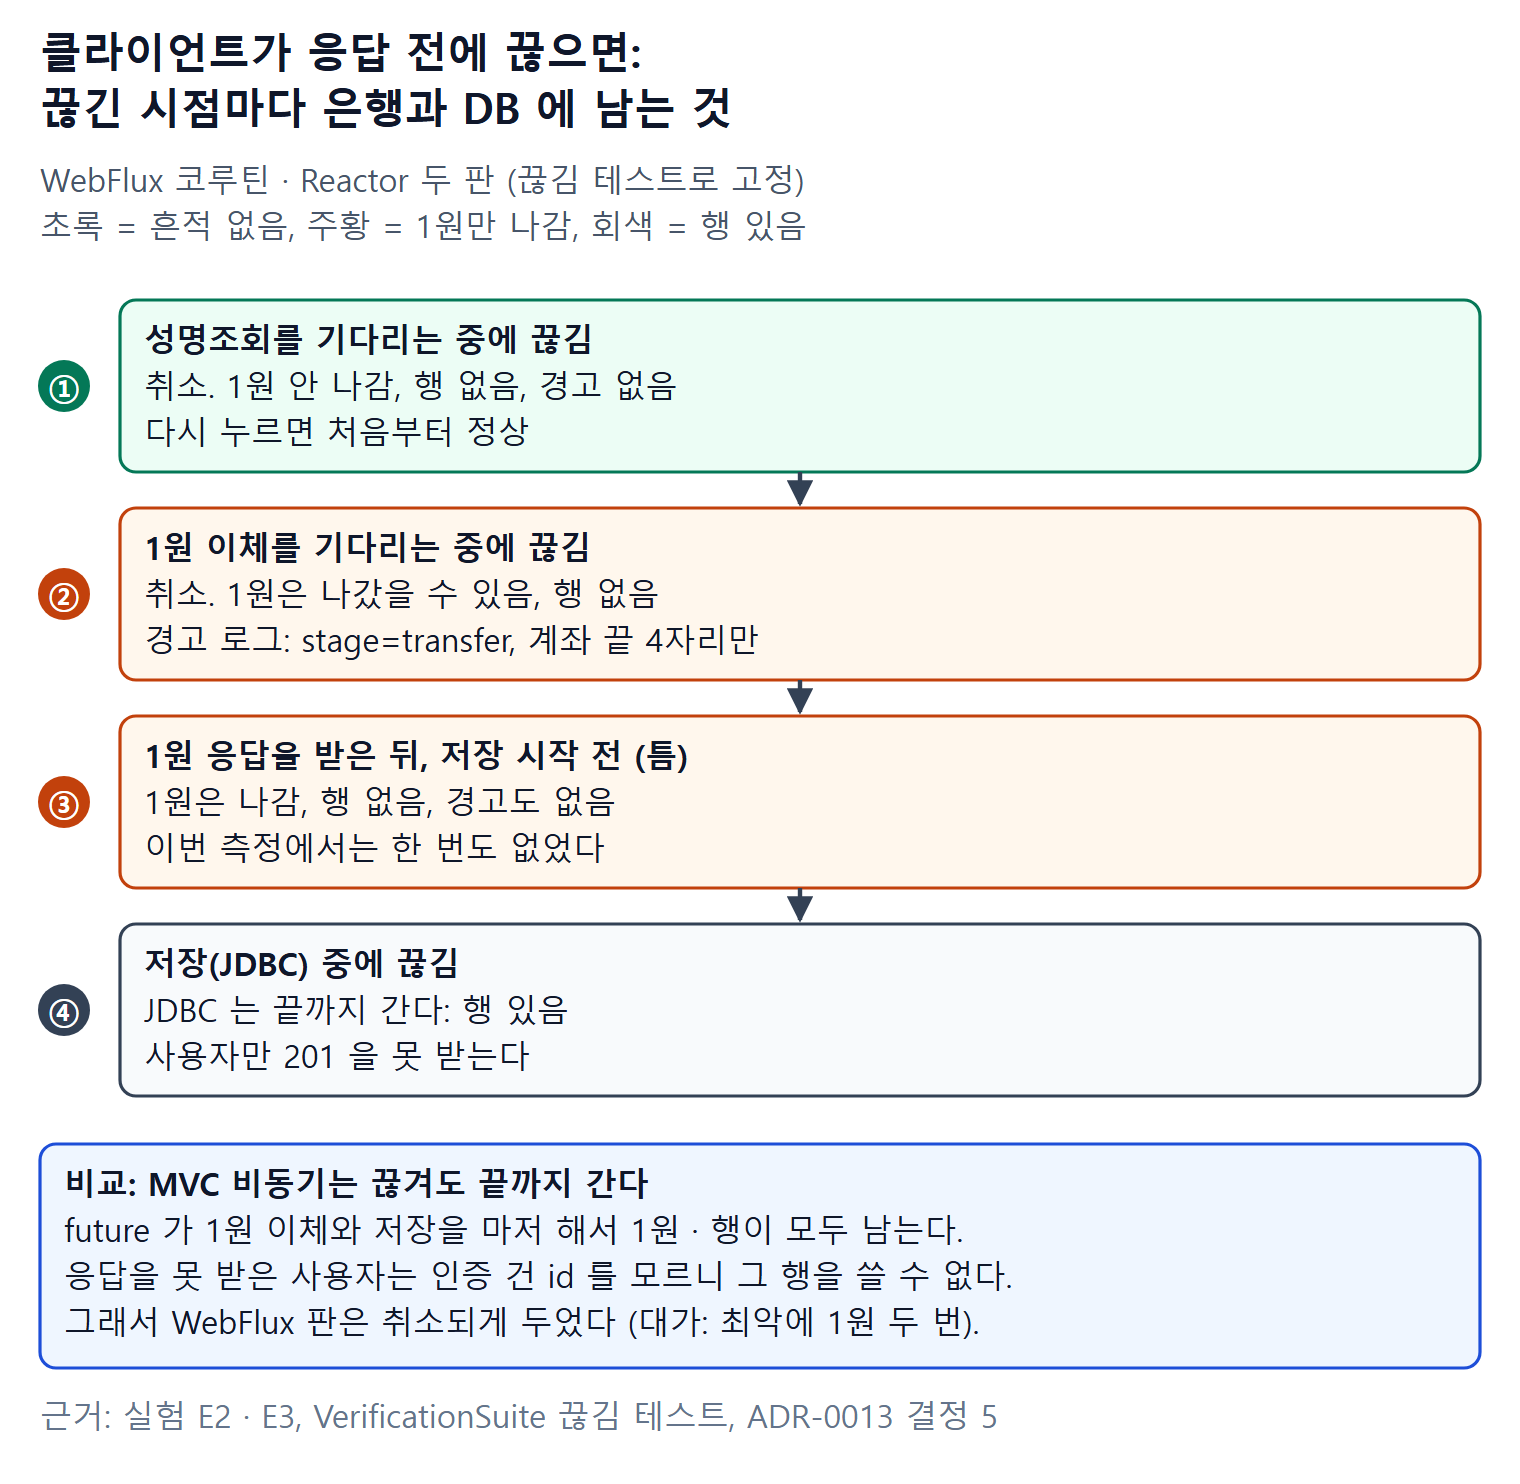 클라이언트가 응답 전에 끊으면:
끊긴 시점마다 은행과 DB 에 남는 것
WebFlux 코루틴 · Reactor 두 판 (끊김 테스트로 고정)
초록 = 흔적 없음, 주황 = 1원만 나감, 회색 = 행 있음
①
성명조회를 기다리는 중에 끊김
취소. 1원 안 나감, 행 없음, 경고 없음
다시 누르면 처음부터 정상
②
1원 이체를 기다리는 중에 끊김
취소. 1원은 나갔을 수 있음, 행 없음
경고 로그: stage=transfer, 계좌 끝 4자리만
③
1원 응답을 받은 뒤, 저장 시작 전 (틈)
1원은 나감, 행 없음, 경고도 없음
이번 측정에서는 한 번도 없었다
④
저장(JDBC) 중에 끊김
JDBC 는 끝까지 간다: 행 있음
사용자만 201 을 못 받는다
비교: MVC 비동기는 끊겨도 끝까지 간다
future 가 1원 이체와 저장을 마저 해서 1원 · 행이 모두 남는다.
응답을 못 받은 사용자는 인증 건 id 를 모르니 그 행을 쓸 수 없다.
그래서 WebFlux 판은 취소되게 두었다 (대가: 최악에 1원 두 번).
근거: 실험 E2 · E3, VerificationSuite 끊김 테스트, ADR-0013 결정 5